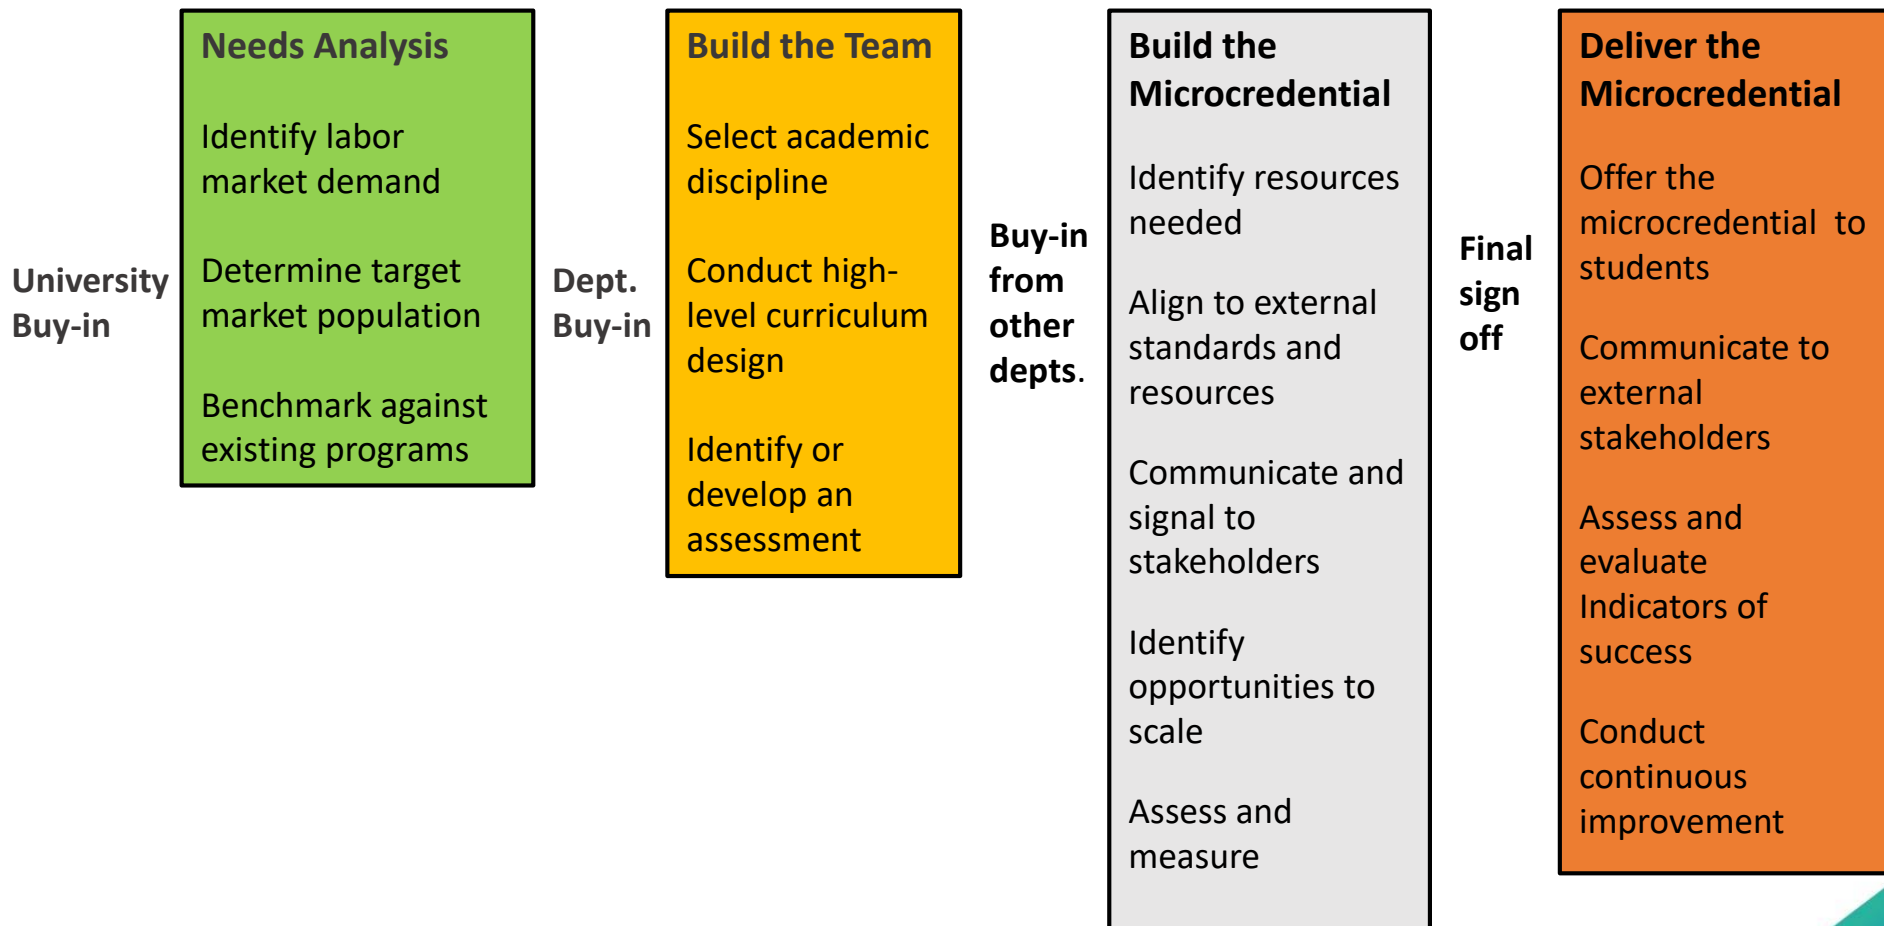 University
Buy-in
Needs Analysis
Identify labor
market demand
Determine target
market population
Benchmark against
existing programs
Dept.
Buy-in
Build the Team
Select academic
discipline
Conduct high-
level curriculum
design
Identify or
develop an
assessment
Buy-in
from
other
depts.
Build the
Microcredential
Identify resources
needed
Align to external
standards and
resources
Communicate and
signal to
stakeholders
Identify
opportunities to
scale
Assess and
measure
Final
sign
off
Deliver the
Microcredential
Offer the
microcredential  to
students
Communicate to
external
stakeholders
Assess and
evaluate
Indicators of
success
Conduct
continuous
improvement